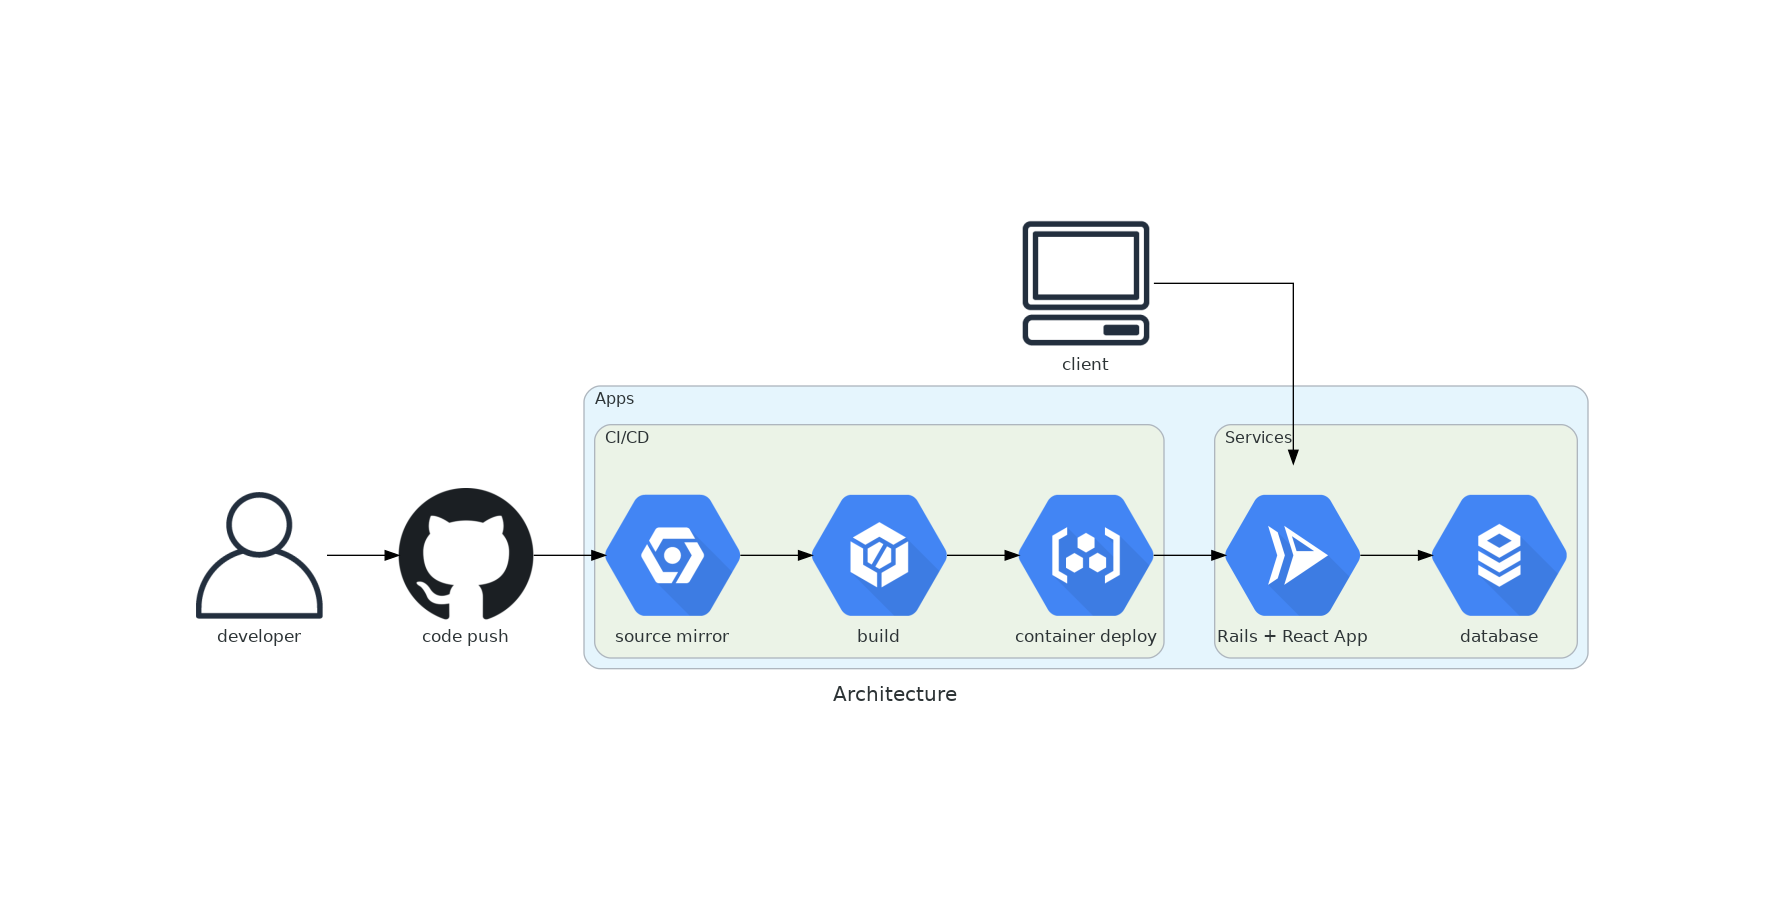 client
Apps
CI/CD
Services
developer
code push
source mirror
build
container deploy
Rails + React App
database
Architecture